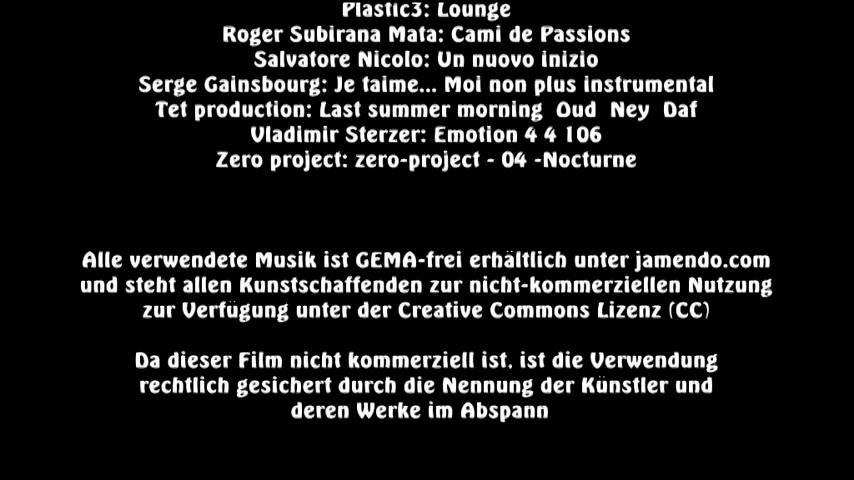 Plastic3: Lounge
Roger Subirana Mata: Cami de Passions
Salvatore Nicolo: Un nuovo inizio
Serge Gainsbourg: Je taime... Moi non plus instrumental
Tet production: Last summer morning  Oud  Ney  Daf
Vladimir Sterzer: Emotion 4 4 106
Zero project: zero-project - 04 -Nocturne
Alle verwendete Musik ist GEMA-frei erhältlich unter jamendo.com
und steht allen Kunstschaffenden zur nicht-kommerziellen Nutzung
zur Verfügung unter der Creative Commons Lizenz (CC)
Da dieser Film nicht kommerziell ist, ist die Verwendung
rechtlich gesichert durch die Nennung der Künstler und
deren Werke im Abspann